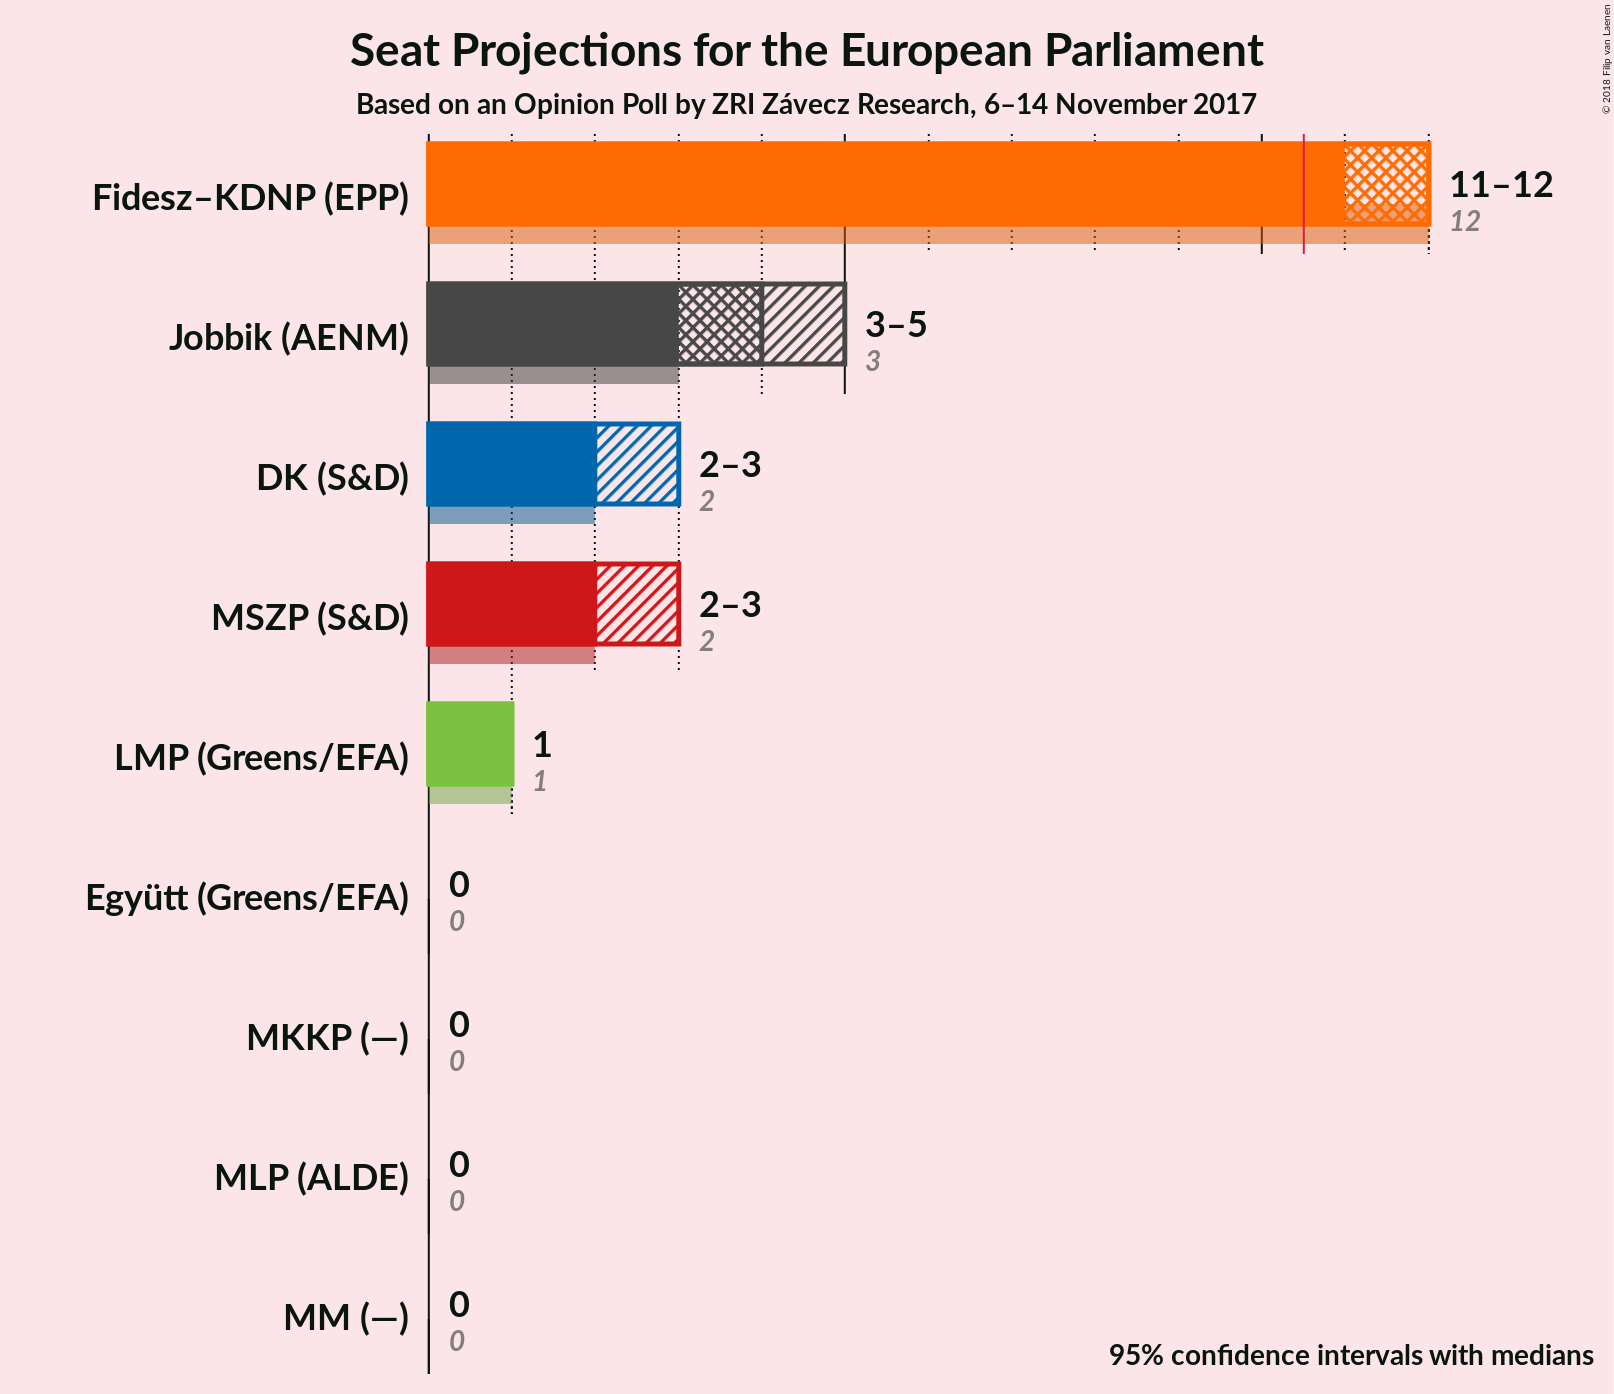 Seat Projections for the European Parliament
Based on an Opinion Poll by ZRI Závecz Research, 6–14 November 2017
© 2018 Filip van Laenen
Fidesz–KDNP (EPP)
11–12
12
Jobbik (AENM)
3–5
3
DK (S&D)
2–3
2
MSZP (S&D)
2–3
2
LMP (Greens/EFA)
1
1
Együtt (Greens/EFA)
0
0
MKKP (—)
0
0
MLP (ALDE)
0
0
MM (—)
0
0
95% confidence intervals with medians